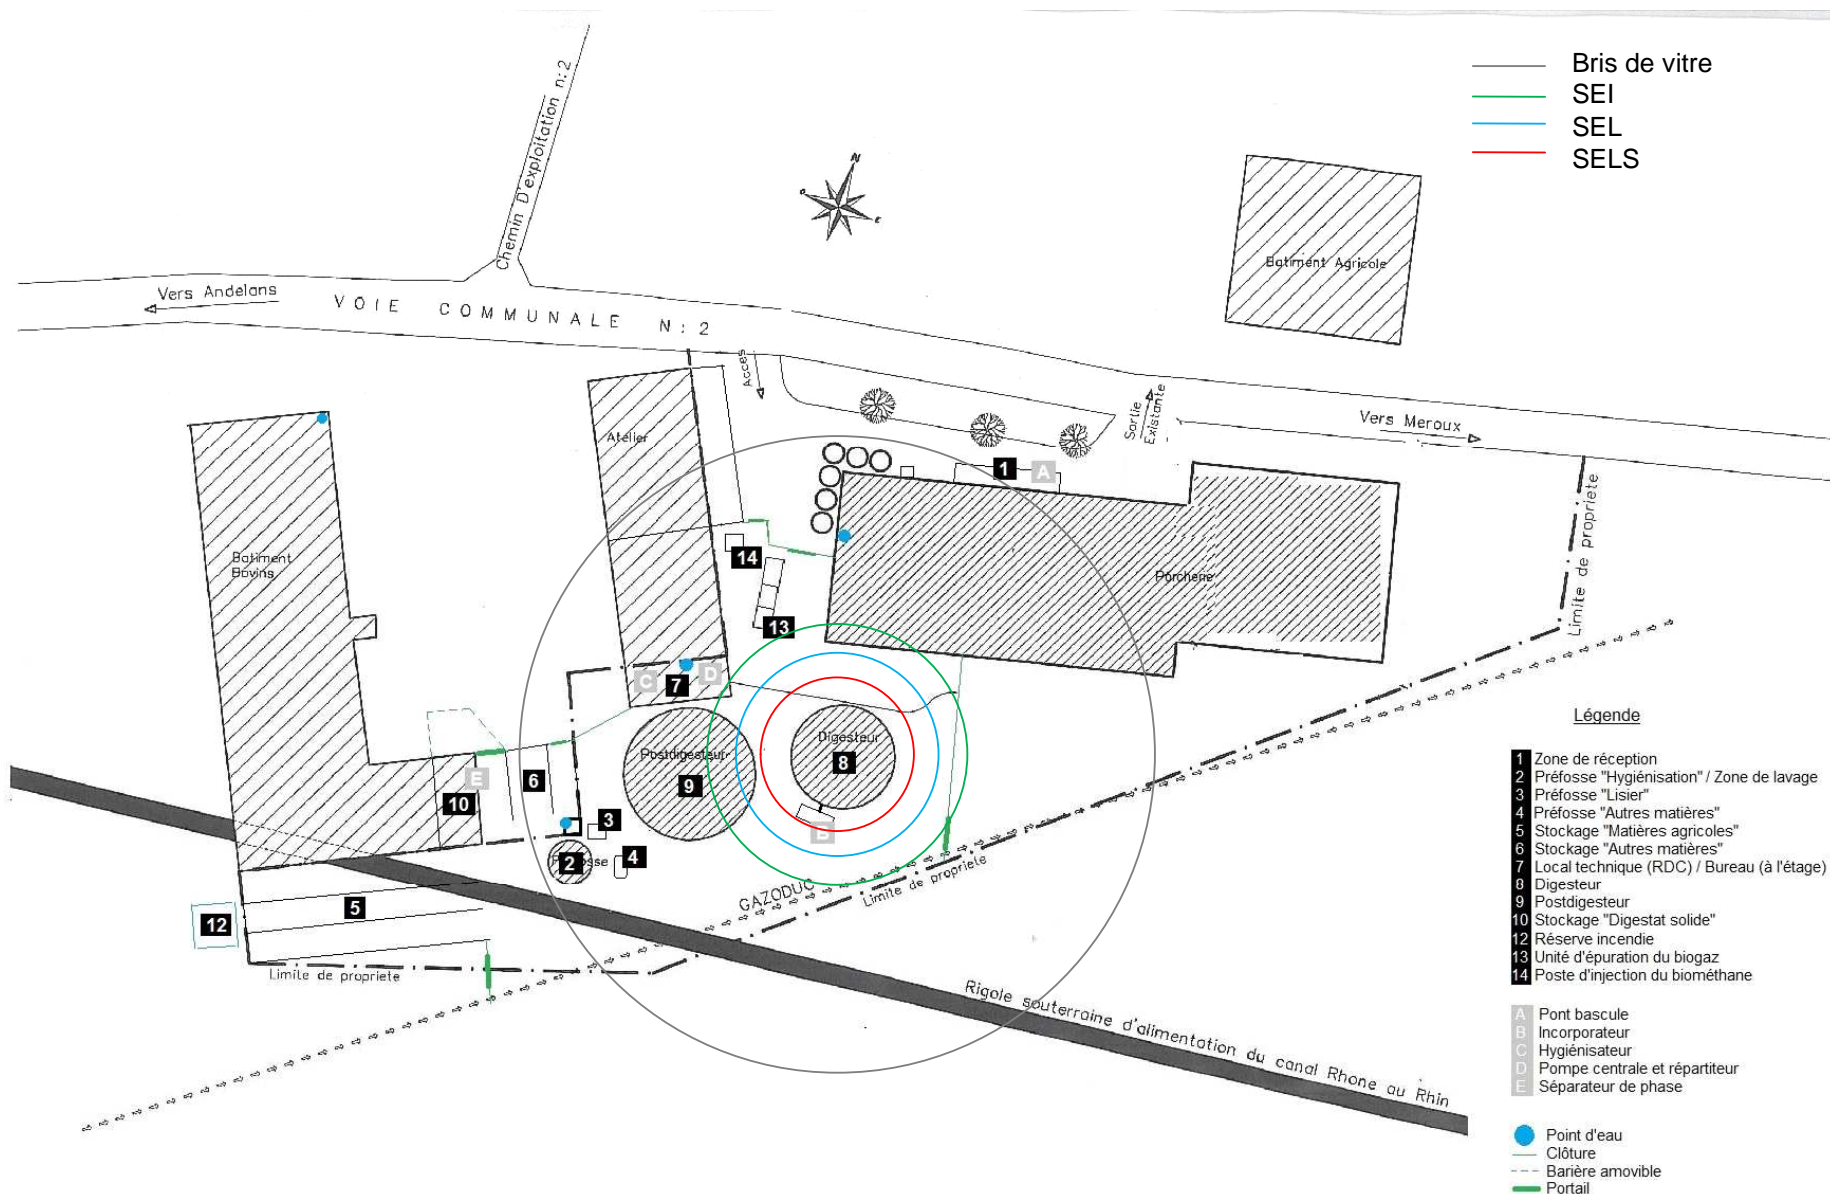 Bris de vitre
SEI
SEL
SELS
Chemin D'exploitation n:2
N
o
E
Batiment Agricole
Vers Andelans
VOIE COMMUNALE N: 2
Acces
Sortie
Existante
Vers Meroux
Limite de propriete
Atelier
1
A
Batiment
Bovins
14
13
Porcherie
C
7
D
Digesteur
8
Postdigesteur
9
B
E
10
6
3
2
4
5
12
GAZODUC
Limite de propriete
Limite de propriete
Rigole souterraine d'alimentation du canal Rhone au Rhin
Légende
1 Zone de réception
2 Préfosse "Hygiénisation" / Zone de lavage
3 Préfosse "Lisier"
4 Préfosse "Autres matières"
5 Stockage "Matières agricoles"
6 Stockage "Autres matières"
7 Local technique (RDC) / Bureau (à l'étage)
8 Digesteur
9 Postdigesteur
10 Stockage "Digestat solide"
12 Réserve incendie
13 Unité d'épuration du biogaz
14 Poste d'injection du biométhane
A Pont bascule
B Incorporateur
C Hygiénisateur
D Pompe centrale et répartiteur
E Séparateur de phase
Point d'eau
Clôture
Barière amovible
Portail